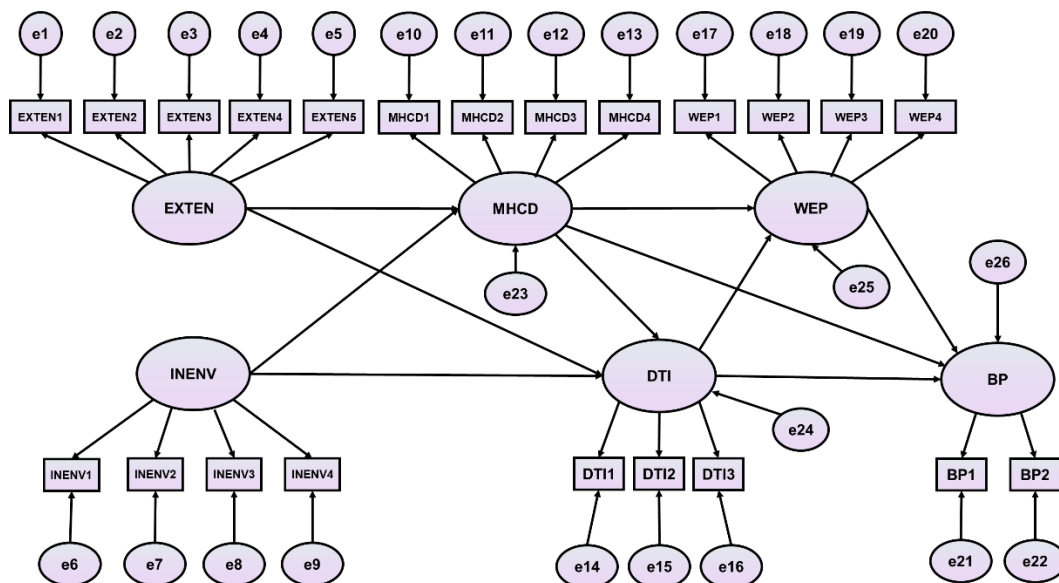 e1 e2 e3 e4 e5 e10 e11 e12 e13 e17 e18 e19 e20
EXTEN1 EXTEN2 EXTEN3 EXTEN4 EXTEN5 MHCD1 MHCD2 MHCD3 MHCD4 WEP1 WEP2 WEP3 WEP4
EXTEN MHCD WEP
e26
e23 e25
INENV DTI BP
e24
INENV1 INENV2 INENV3 INENV4 DTI1 DTI2 DTI3 BP1 BP2
e6 e7 e8 e9 e14 e15 e16 e21 e22